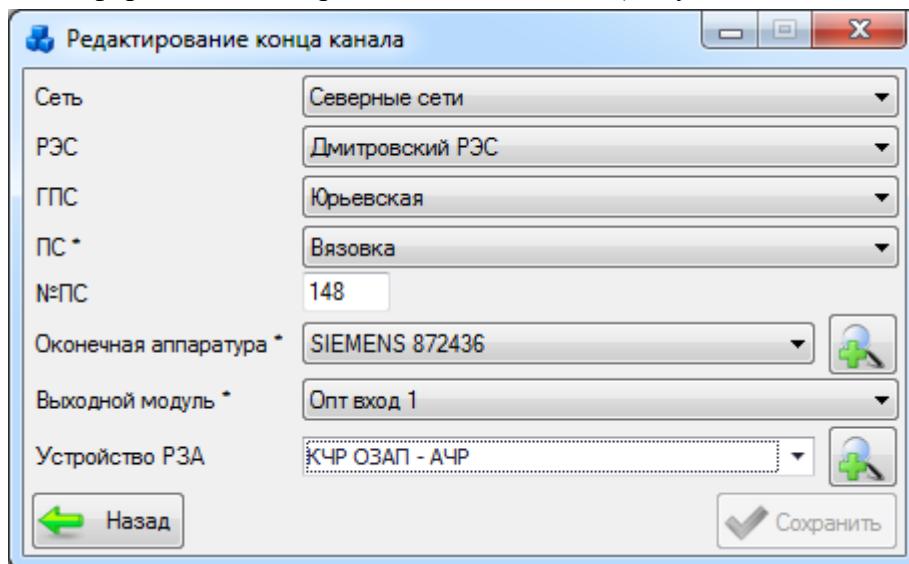 Редактирование конца канала
Сеть Северные сети
РЭС Дмитровский РЭС
ГПС Юрьевская
ПС * Вязовка
№ПС 148
Оконечная аппаратура * SIEMENS 872436
Выходной модуль * Опт вход 1
Устройство РЗА КЧР ОЗАП - АЧР
Назад Сохранить